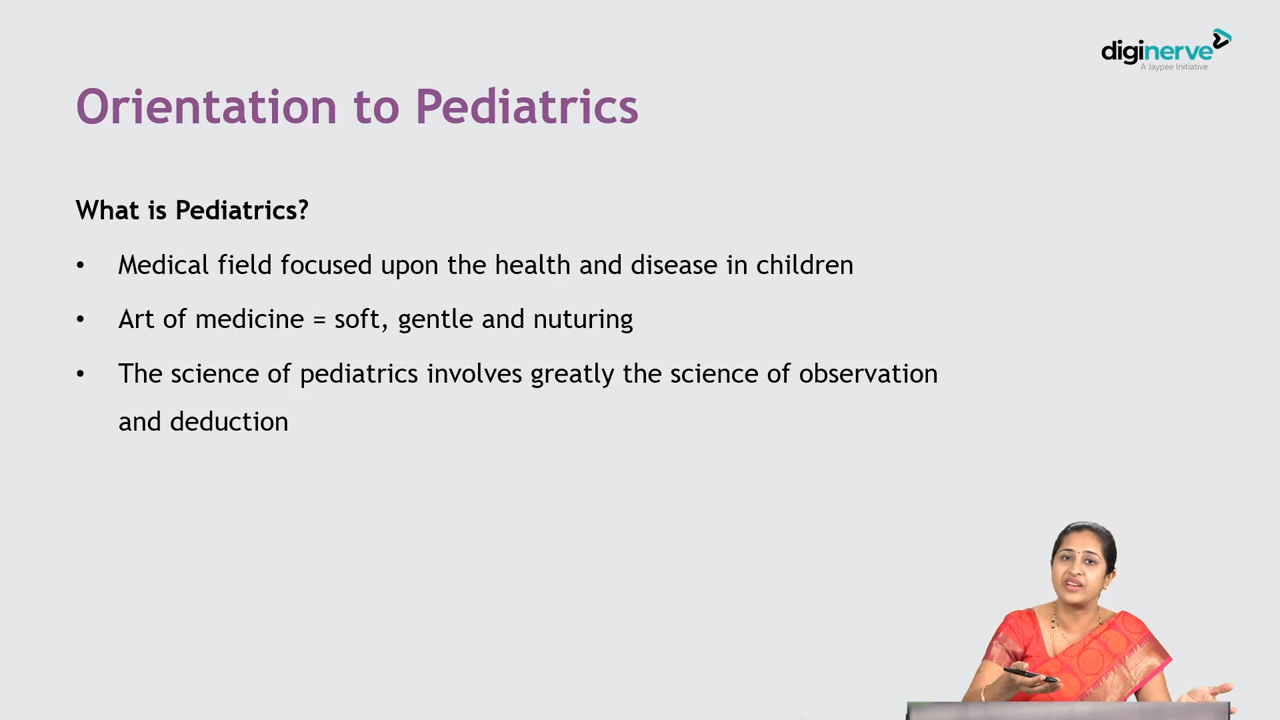 diginerve
A Jaypee Initiative
Orientation to Pediatrics
What is Pediatrics?
• Medical field focused upon the health and disease in children
• Art of medicine = soft, gentle and nuturing
• The science of pediatrics involves greatly the science of observation
and deduction